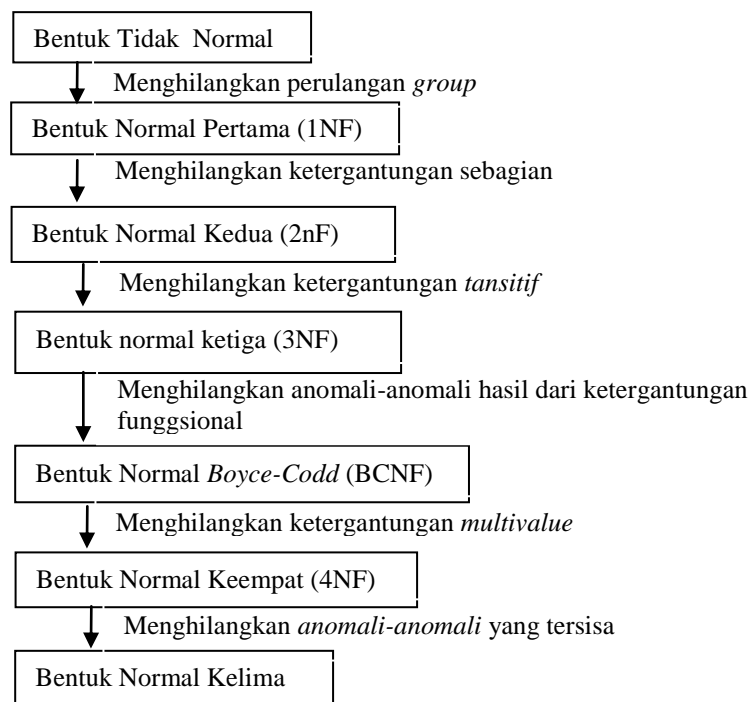 Bentuk Tidak Normal
Menghilangkan perulangan group
Bentuk Normal Pertama (1NF)
Menghilangkan ketergantungan sebagian
Bentuk Normal Kedua (2nF)
Menghilangkan ketergantungan tansitif
Bentuk normal ketiga (3NF)
Menghilangkan anomali-anomali hasil dari ketergantungan
funggsional
Bentuk Normal Boyce-Codd (BCNF)
Menghilangkan ketergantungan multivalue
Bentuk Normal Keempat (4NF)
Menghilangkan anomali-anomali yang tersisa
Bentuk Normal Kelima